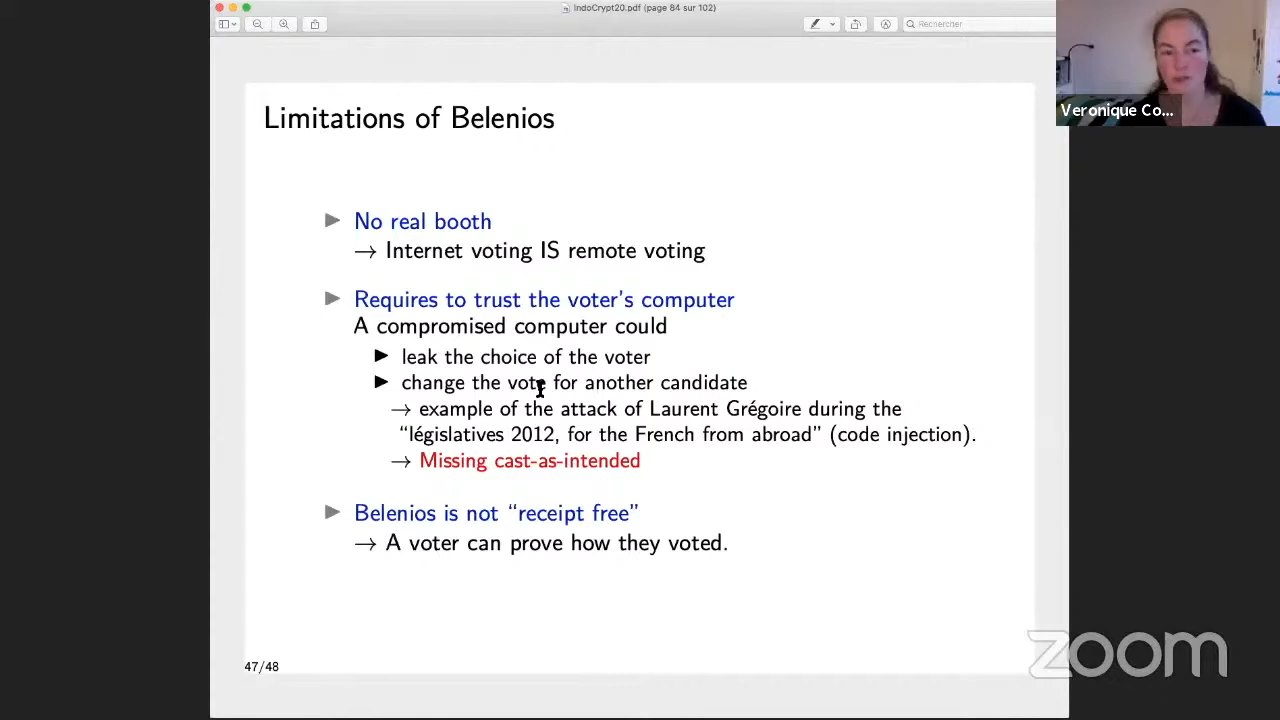 IndoCrypt20.pdf (page 84 sur 102)
Rechercher
Veronique Co...
Limitations of Belenios
No real booth
→ Internet voting IS remote voting
Requires to trust the voter's computer
A compromised computer could
leak the choice of the voter
change the vote for another candidate
→ example of the attack of Laurent Grégoire during the
“législatives 2012, for the French from abroad” (code injection).
→ Missing cast-as-intended
Belenios is not “receipt free”
→ A voter can prove how they voted.
47/48
zoom